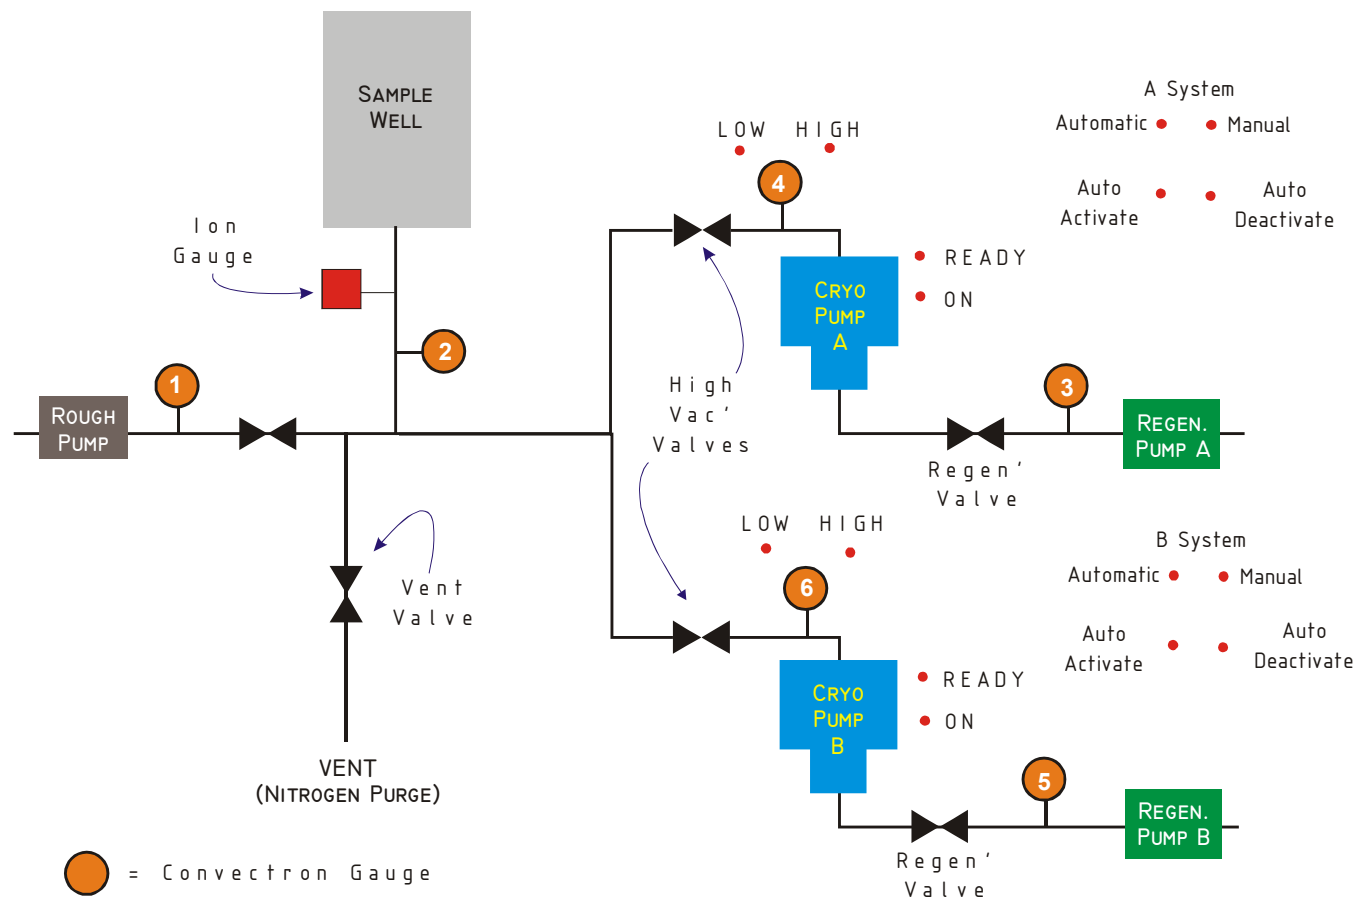 SAMPLE
WELL
Ion
Gauge
2
1
ROUGH
PUMP
Vent
Valve
VENT
(NITROGEN PURGE)
= Convectron Gauge
High
Vac'
Valves
LOW HIGH
4
CRYO
PUMP
A
READY
ON
3
REGEN.
PUMP A
Regen'
Valve
A System
Automatic Manual
Auto
Activate
Auto
Deactivate
LOW HIGH
6
CRYO
PUMP
B
READY
ON
5
REGEN.
PUMP B
Regen'
Valve
B System
Automatic Manual
Auto
Activate
Auto
Deactivate